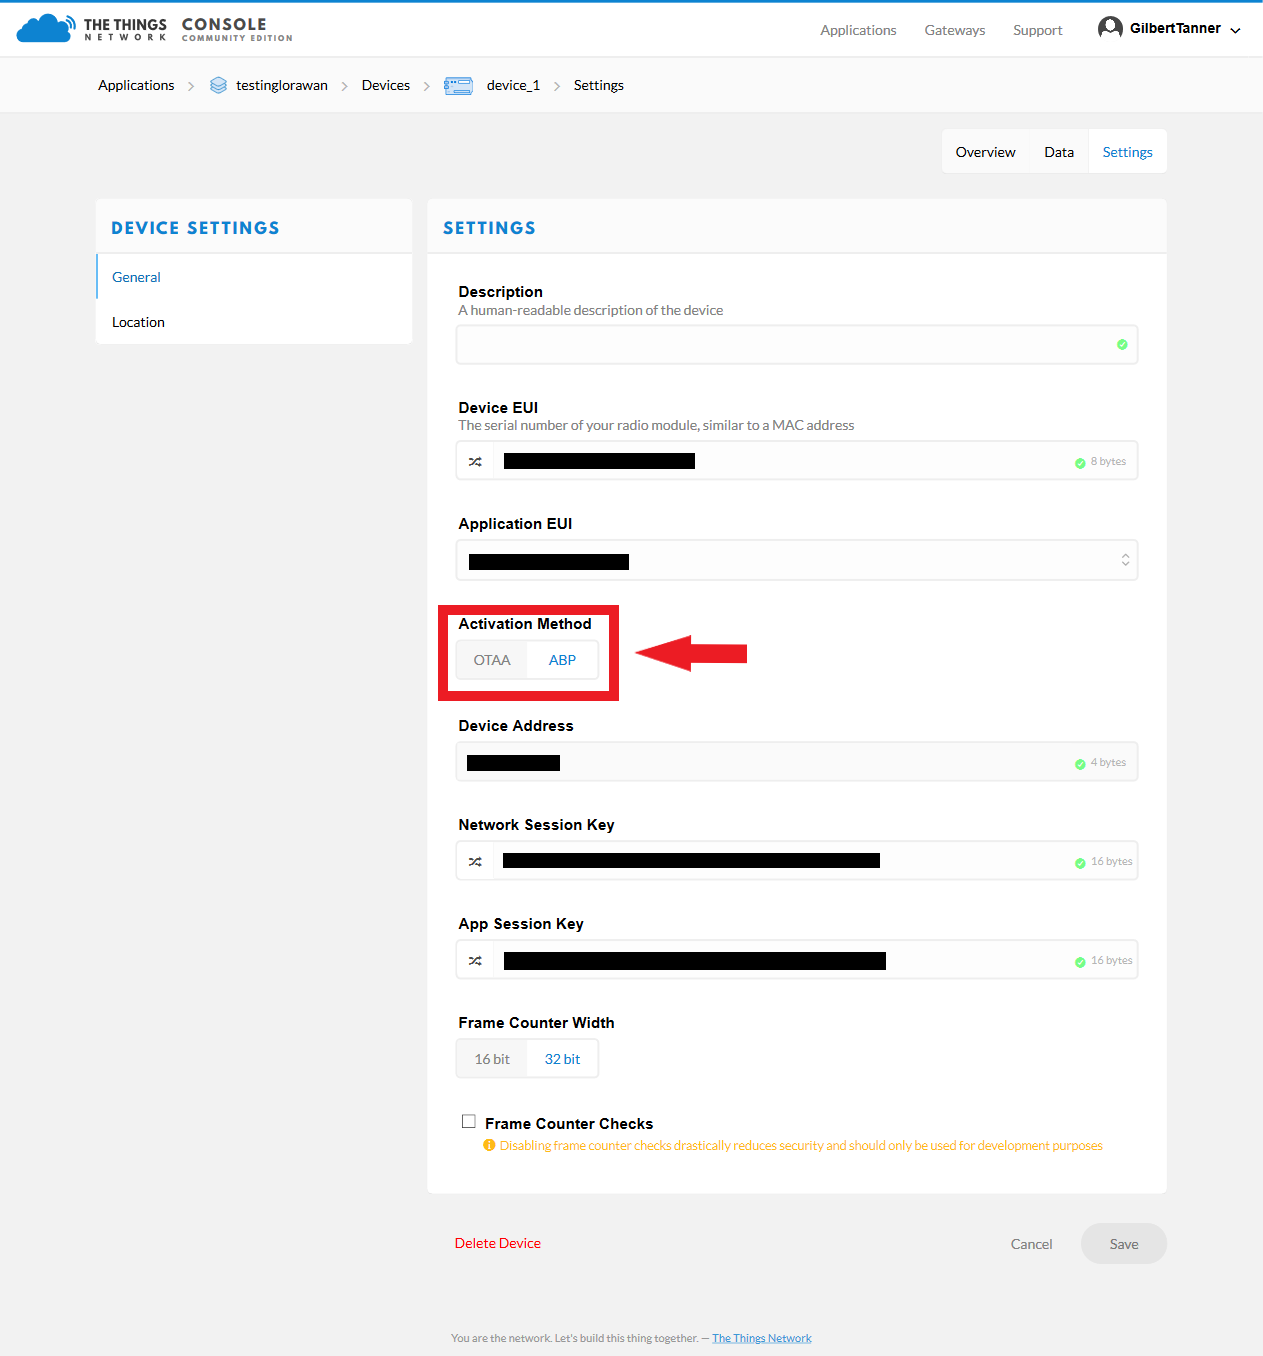 THE THINGS
NETWORK
CONSOLE
COMMUNITY EDITION
Applications
Gateways
Support
GilbertTanner
Applications
testinglorawan
Devices
device_1
Settings
Overview
Data
Settings
DEVICE SETTINGS
General
Location
SETTINGS
Description
A human-readable description of the device
Device EUI
The serial number of your radio module, similar to a MAC address
8 bytes
Application EUI
Activation Method
OTAA
ABP
Device Address
4 bytes
Network Session Key
16 bytes
App Session Key
16 bytes
Frame Counter Width
16 bit
32 bit
Frame Counter Checks
Disabling frame counter checks drastically reduces security and should only be used for development purposes
Delete Device
Cancel
Save
You are the network. Let's build this thing together. — The Things Network